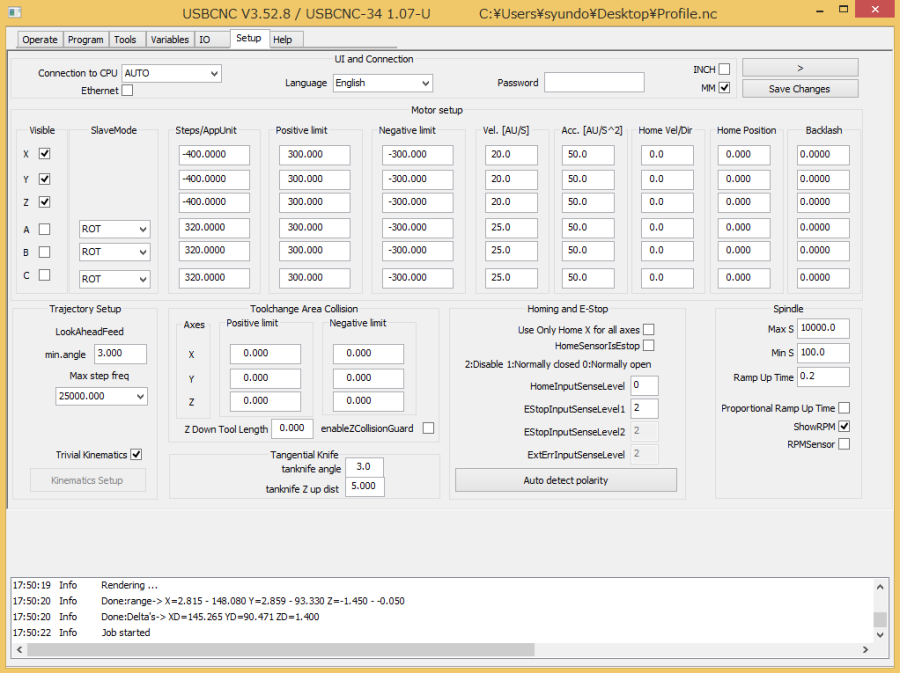 USBCNC V3.52.8 / USBCNC-34 1.07-U C:¥Users¥syundo¥Desktop¥Profile.nc
Operate Program Tools Variables IO Setup Help
UI and Connection
Connection to CPU AUTO Language English Password INCH >
Ethernet MM Save Changes
Motor setup
Visible SlaveMode Steps/AppUnit Positive limit Negative limit Vel. [AU/S] Acc. [AU/S^2] Home Vel/Dir Home Position Backlash
X -400.0000 300.000 -300.000 20.0 50.0 0.0 0.000 0.0000
Y -400.0000 300.000 -300.000 20.0 50.0 0.0 0.000 0.0000
Z -400.0000 300.000 -300.000 20.0 50.0 0.0 0.000 0.0000
A ROT 320.0000 300.000 -300.000 25.0 50.0 0.0 0.000 0.0000
B ROT 320.0000 300.000 -300.000 25.0 50.0 0.0 0.000 0.0000
C ROT 320.0000 300.000 -300.000 25.0 50.0 0.0 0.000 0.0000
Trajectory Setup
LookAheadFeed
min.angle 3.000
Max step freq
25000.000
Trivial Kinematics
Kinematics Setup
Toolchange Area Collision
Axes Positive limit Negative limit
X 0.000 0.000
Y 0.000 0.000
Z 0.000 0.000
Z Down Tool Length 0.000 enableZCollisionGuard
Tangential Knife
tanknife angle 3.0
tanknife Z up dist 5.000
Homing and E-Stop
Use Only Home X for all axes
HomeSensorIsEstop
2:Disable 1:Normally closed 0:Normally open
HomeInputSenseLevel 0
EStopInputSenseLevel1 2
EStopInputSenseLevel2 2
ExtErrInputSenseLevel 2
Auto detect polarity
Spindle
Max S 10000.0
Min S 100.0
Ramp Up Time 0.2
Proportional Ramp Up Time
ShowRPM
RPMSensor
17:50:19 Info Rendering ...
17:50:20 Info Done:range-> X=2.815 - 148.080 Y=2.859 - 93.330 Z=-1.450 - -0.050
17:50:20 Info Done:Delta's-> XD=145.265 YD=90.471 ZD=1.400
17:50:22 Info Job started